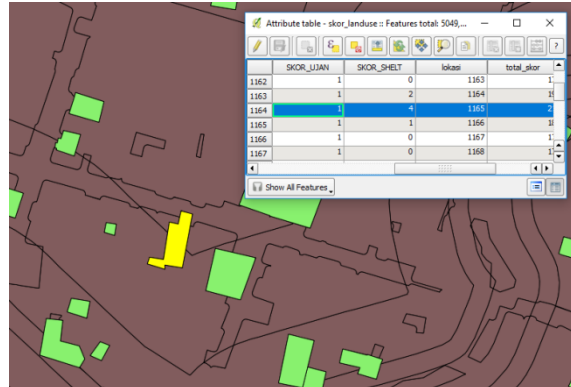 Attribute table - skor_landuse :: Features total: 5049,...
?
SKOR_UJAN SKOR_SHELT lokasi total_skor
1162 1 0 1163
1163 1 2 1164
1164 1 4 1165
1165 1 1 1166
1166 1 0 1167
1167 1 0 1168
Show All Features